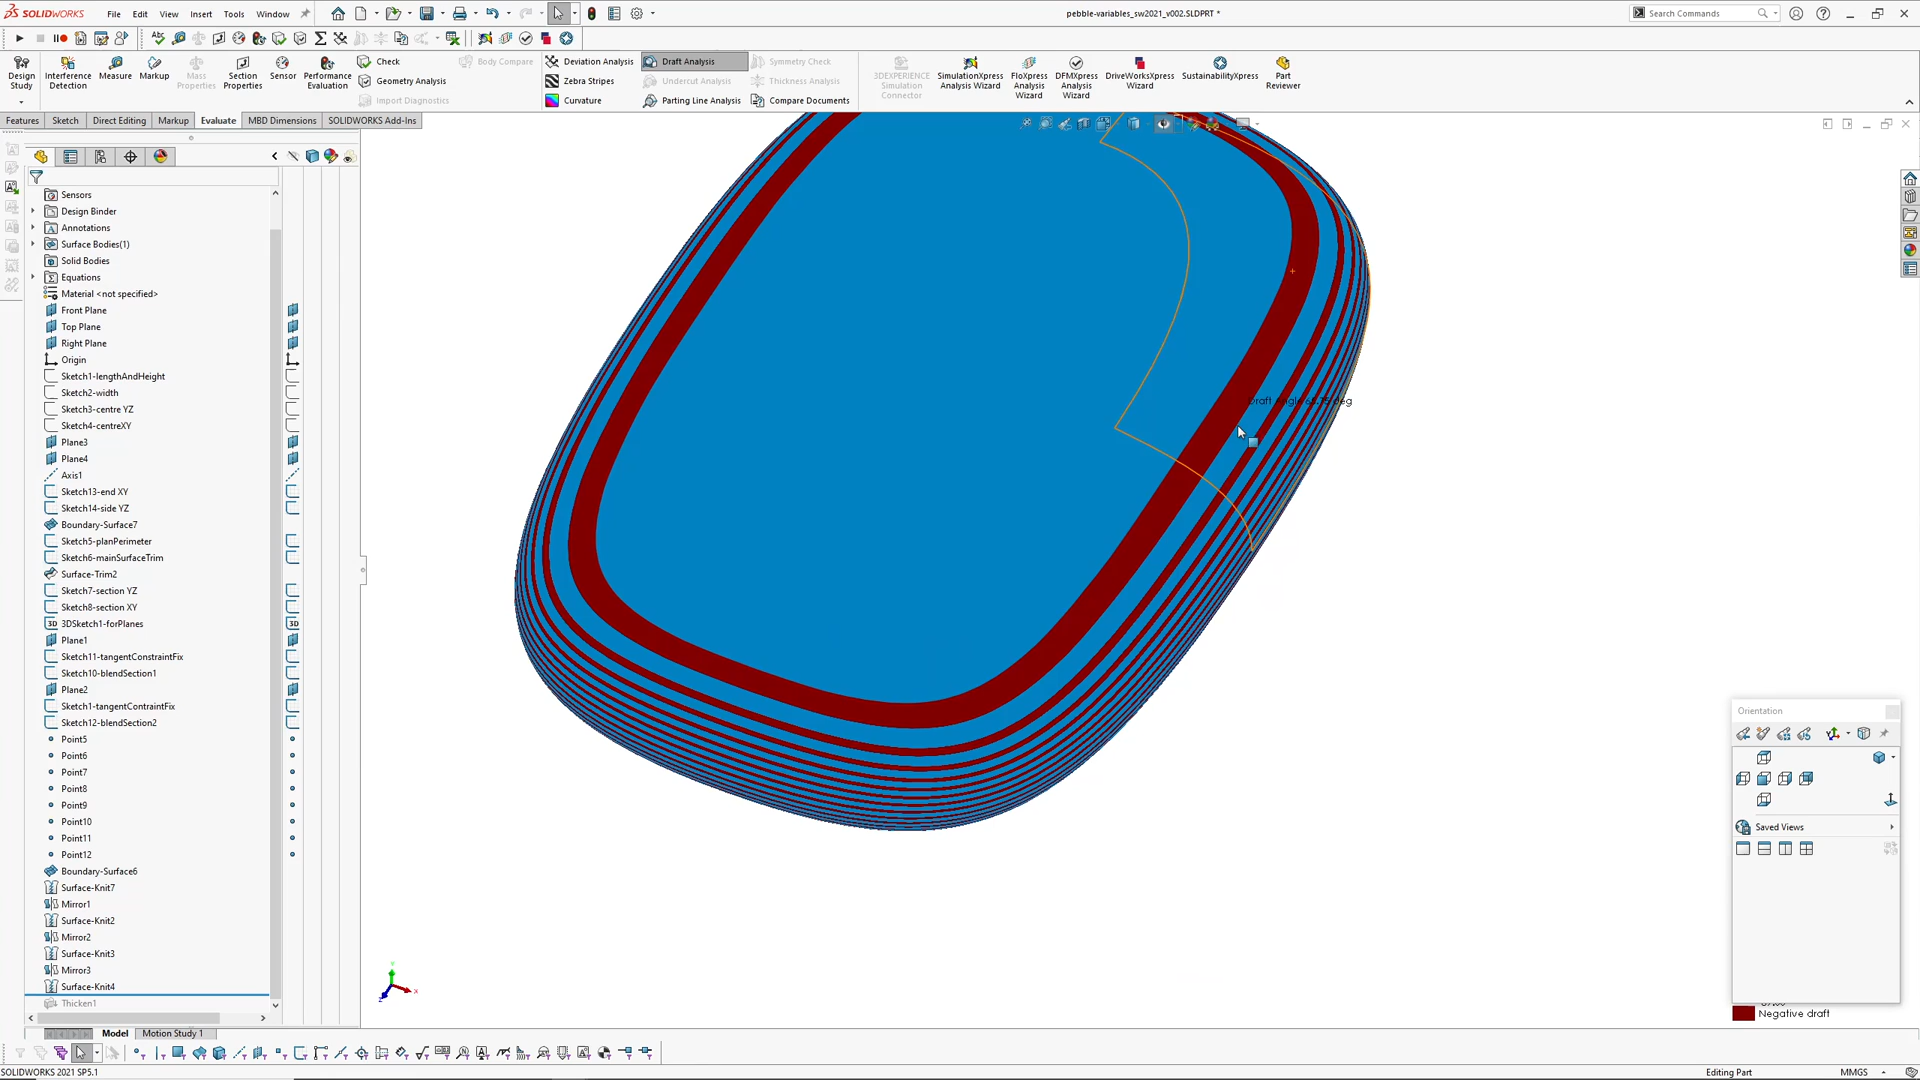 SOLIDWORKS
File
Edit
View
Insert
Tools
Window
pebble-variables_sw2021_v002.SLDPRT *
Search Commands
Design Study
Interference Detection
Measure
Markup
Mass Properties
Section Properties
Sensor
Performance Evaluation
Check
Geometry Analysis
Import Diagnostics
Body Compare
Deviation Analysis
Zebra Stripes
Curvature
Draft Analysis
Undercut Analysis
Parting Line Analysis
Symmetry Check
Thickness Analysis
Compare Documents
3DEXPERIENCE Simulation Connector
SimulationXpress Analysis Wizard
FloXpress Analysis Wizard
DFMXpress Analysis Wizard
DriveWorksXpress Wizard
SustainabilityXpress
Part Reviewer
Features
Sketch
Direct Editing
Markup
Evaluate
MBD Dimensions
SOLIDWORKS Add-Ins
Sensors
Design Binder
Annotations
Surface Bodies(1)
Solid Bodies
Equations
Material <not specified>
Front Plane
Top Plane
Right Plane
Origin
Sketch1-lengthAndHeight
Sketch2-width
Sketch3-centre YZ
Sketch4-centreXY
Plane3
Plane4
Axis1
Sketch13-end XY
Sketch14-side YZ
Boundary-Surface7
Sketch5-planPerimeter
Sketch6-mainSurfaceTrim
Surface-Trim2
Sketch7-section YZ
Sketch8-section XY
3D 3DSketch1-forPlanes 3D
Plane1
Sketch11-tangentConstraintFix
Sketch10-blendSection1
Plane2
Sketch1-tangentContraintFix
Sketch12-blendSection2
Point5
Point6
Point7
Point8
Point9
Point10
Point11
Point12
Boundary-Surface6
Surface-Knit7
Mirror1
Surface-Knit2
Mirror2
Surface-Knit3
Mirror3
Surface-Knit4
Thicken1
Orientation
Saved Views
Negative draft
Model
Motion Study 1
SOLIDWORKS 2021 SP5.1
Editing Part
MMGS